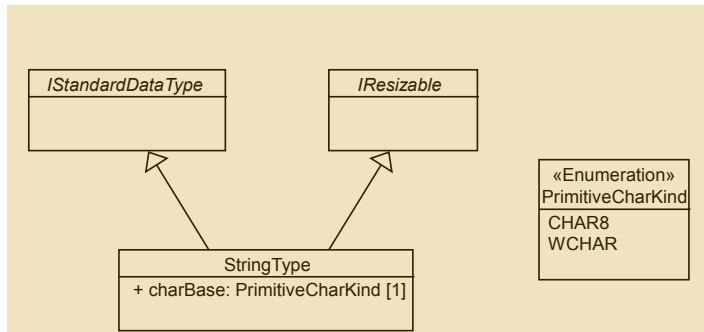 IStandardDataType
IResizable
«Enumeration»
PrimitiveCharKind
CHAR8
WCHAR
StringType
+ charBase: PrimitiveCharKind [1]